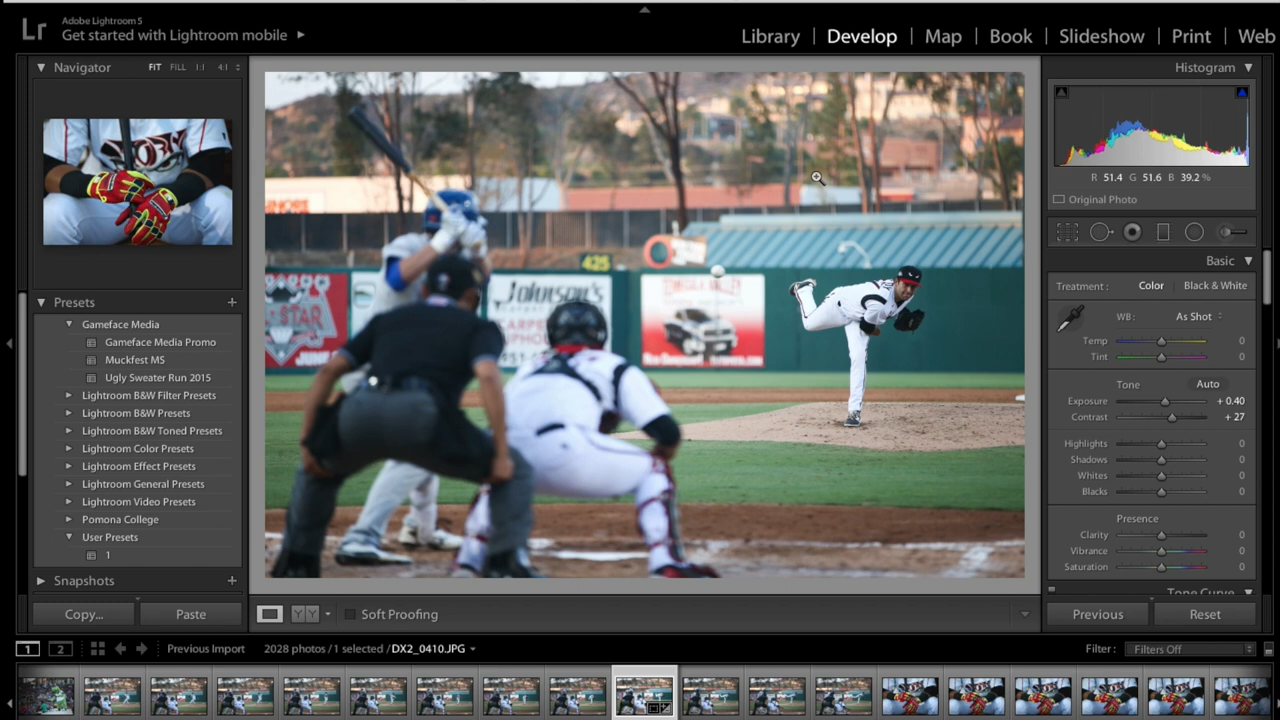 Lr
Adobe Lightroom 5
Get started with Lightroom mobile
Library | Develop | Map | Book | Slideshow | Print | Web
Navigator FIT FILL 1:1 4:1
Presets +
Gameface Media
Gameface Media Promo
Muckfest MS
Ugly Sweater Run 2015
Lightroom B&W Filter Presets
Lightroom B&W Presets
Lightroom B&W Toned Presets
Lightroom Color Presets
Lightroom Effect Presets
Lightroom General Presets
Lightroom Video Presets
Pomona College
User Presets
1
Snapshots +
Copy... Paste
425
STAR
JUNE
Johnson's
CARPE
Histogram
R 51.4 G 51.6 B 39.2 %
Original Photo
Basic
Treatment : Color Black & White
WB : As Shot
Temp 0
Tint 0
Tone Auto
Exposure + 0.40
Contrast + 27
Highlights 0
Shadows 0
Whites 0
Blacks 0
Presence
Clarity 0
Vibrance 0
Saturation 0
Tone Curve
Previous Reset
Y Y Soft Proofing
1 2 Previous Import 2028 photos / 1 selected / DX2_0410.JPG Filter : Filters Off